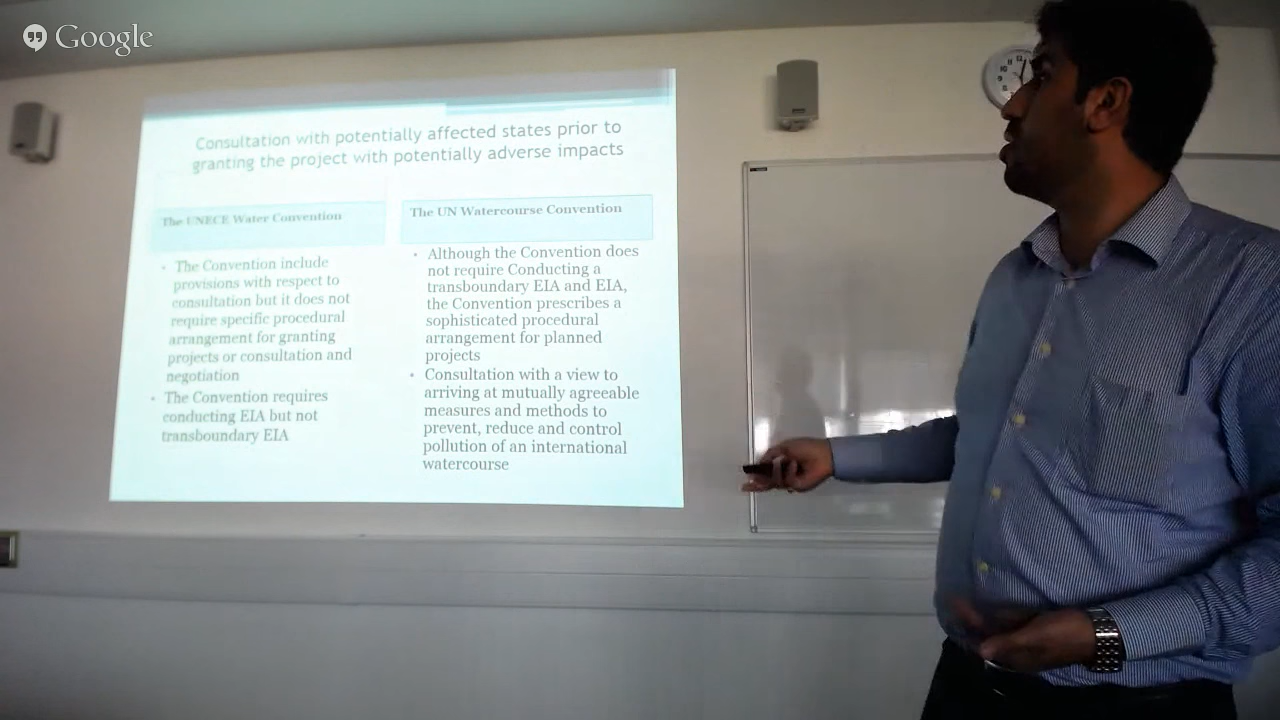 Google
Consultation with potentially affected states prior to
granting the project with potentially adverse impacts
The UNECE Water Convention
• The Convention include
provisions with respect to
consultation but it does not
require specific procedural
arrangement for granting
projects or consultation and
negotiation
• The Convention requires
conducting EIA but not
transboundary EIA
The UN Watercourse Convention
• Although the Convention does
not require Conducting a
transboundary EIA and EIA,
the Convention prescribes a
sophisticated procedural
arrangement for planned
projects
• Consultation with a view to
arriving at mutually agreeable
measures and methods to
prevent, reduce and control
pollution of an international
watercourse